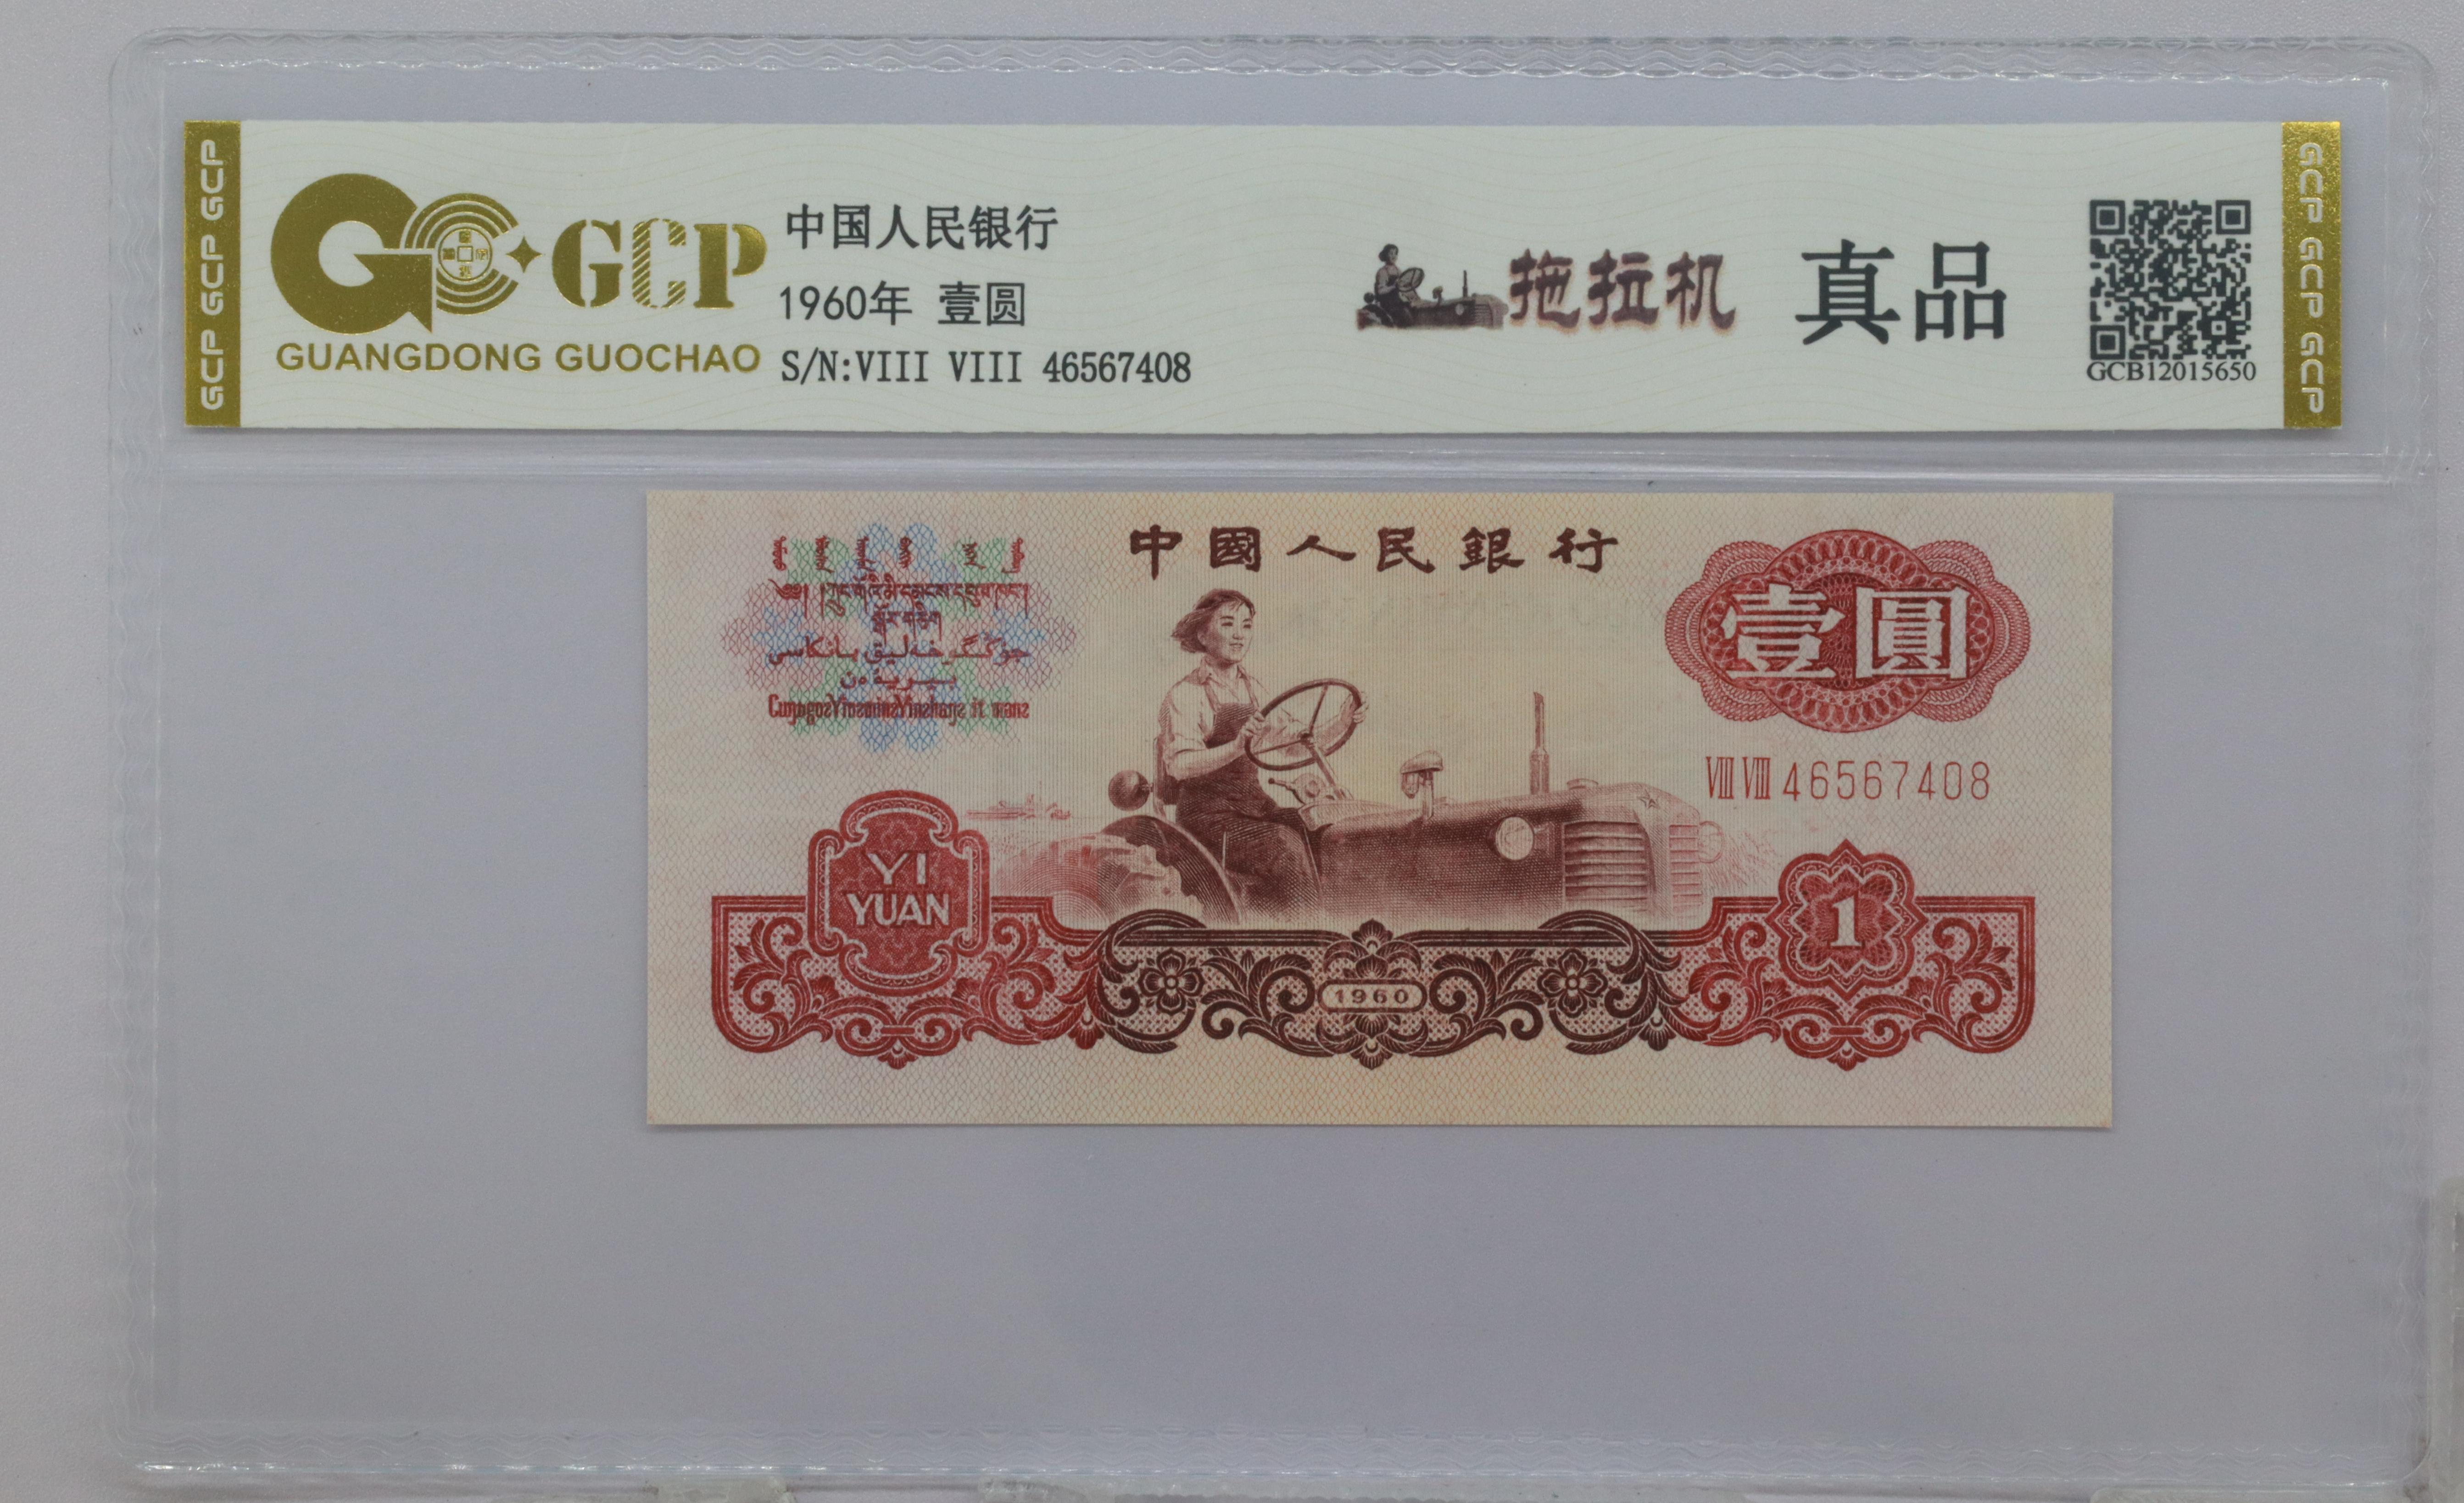 GCP GCP GCP
GCP
GUANGDONG GUOCHAO
中国人民银行
1960年 壹圆
S/N:VIII VIII 46567408
拖拉机
真品
GCB12015650
GCP GCP GCP
中國人民銀行
壹圓
VIII VIII 46567408
YI
YUAN
1
1960